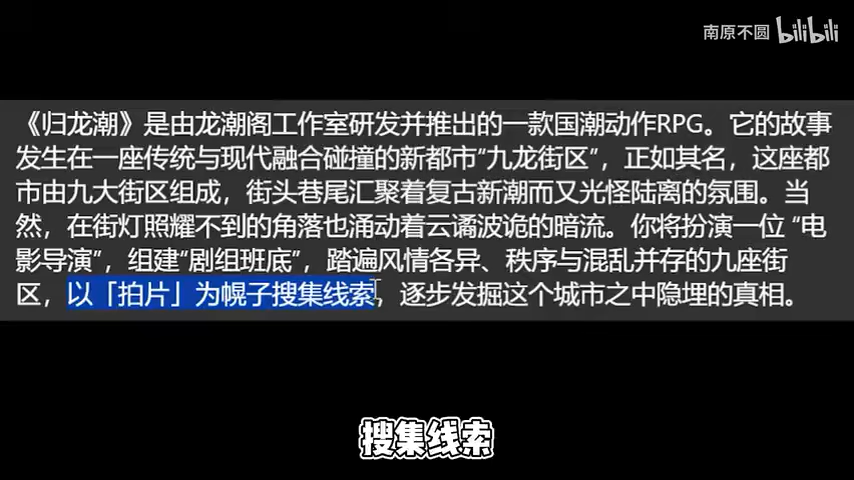 南原不圆 bilibili
《归龙潮》是由龙潮阁工作室研发并推出的一款国潮动作RPG。它的故事
发生在一座传统与现代融合碰撞的新都市“九龙街区”，正如其名，这座都
市由九大街区组成，街头巷尾汇聚着复古新潮而又光怪陆离的氛围。当
然，在街灯照耀不到的角落也涌动着云谲波诡的暗流。你将扮演一位 “电
影导演”，组建“剧组班底”，踏遍风情各异、秩序与混乱并存的九座街
区，以「拍片」为幌子搜集线索，逐步发掘这个城市之中隐埋的真相。
搜集线索